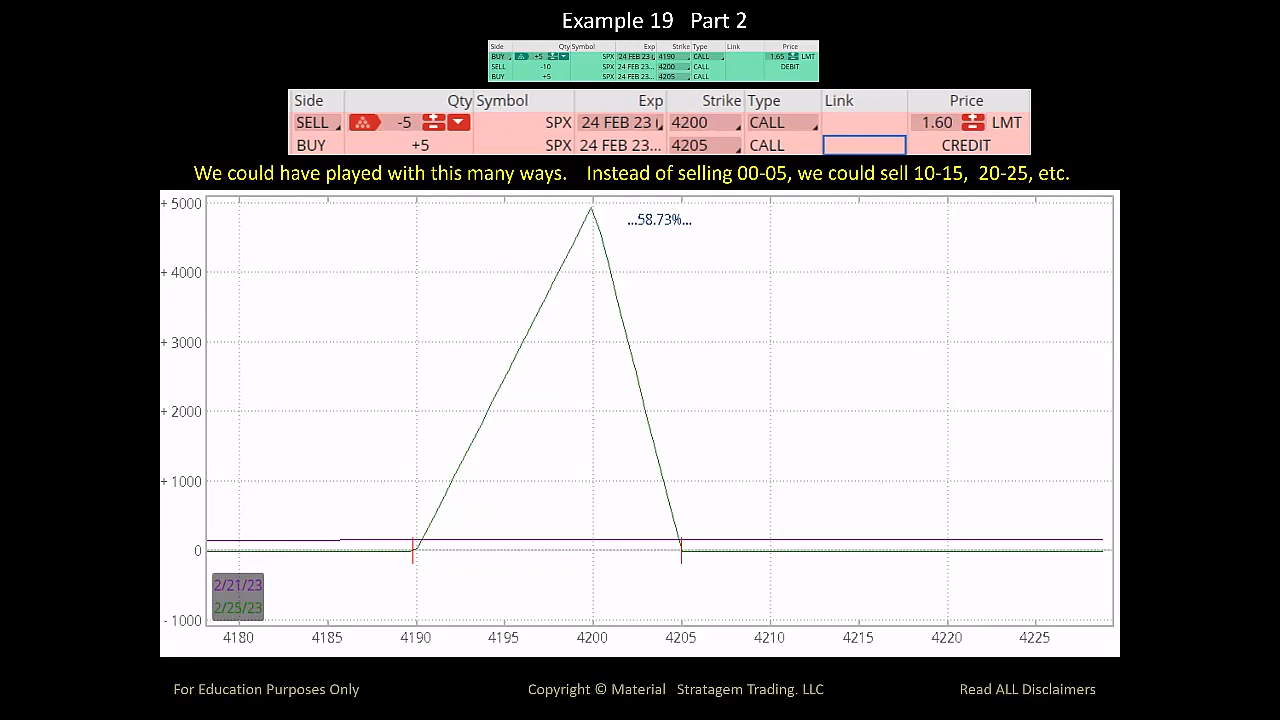 Example 19 Part 2
Side Qty Symbol Exp Strike Type Link Price
BUY +5 SPX 24 FEB 23 4190 CALL 1.65 LMT
SELL -10 SPX 24 FEB 23... 4200 CALL DEBIT
BUY +5 SPX 24 FEB 23... 4205 CALL
Side Qty Symbol Exp Strike Type Link Price
SELL -5 SPX 24 FEB 23 4200 CALL 1.60 LMT
BUY +5 SPX 24 FEB 23... 4205 CALL CREDIT
We could have played with this many ways. Instead of selling 00-05, we could sell 10-15, 20-25, etc.
+ 5000
...58.73%...
+ 4000
+ 3000
+ 2000
+ 1000
0
2/21/23
2/25/23
- 1000
4180 4185 4190 4195 4200 4205 4210 4215 4220 4225
For Education Purposes Only Copyright © Material Stratagem Trading. LLC Read ALL Disclaimers